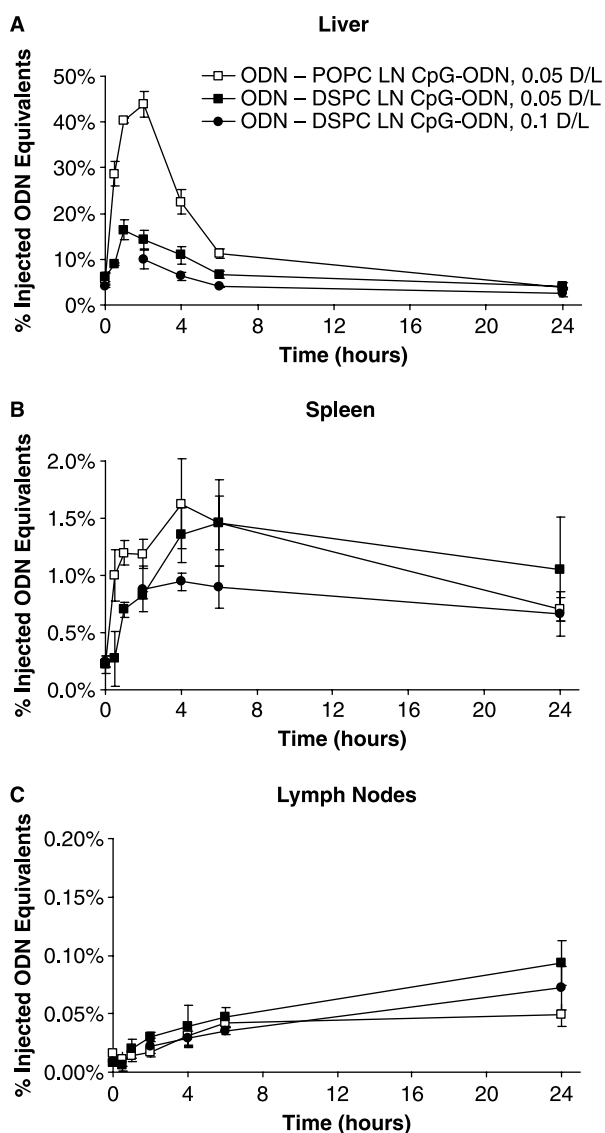 A
Liver
ODN – POPC LN CpG-ODN, 0.05 D/L
ODN – DSPC LN CpG-ODN, 0.05 D/L
ODN – DSPC LN CpG-ODN, 0.1 D/L
% Injected ODN Equivalents
50%
40%
30%
20%
10%
0%
0 4 8 12 16 20 24
Time (hours)
B
Spleen
% Injected ODN Equivalents
2.0%
1.5%
1.0%
0.5%
0.0%
0 4 8 12 16 20 24
Time (hours)
C
Lymph Nodes
% Injected ODN Equivalents
0.20%
0.15%
0.10%
0.05%
0.00%
0 4 8 12 16 20 24
Time (hours)